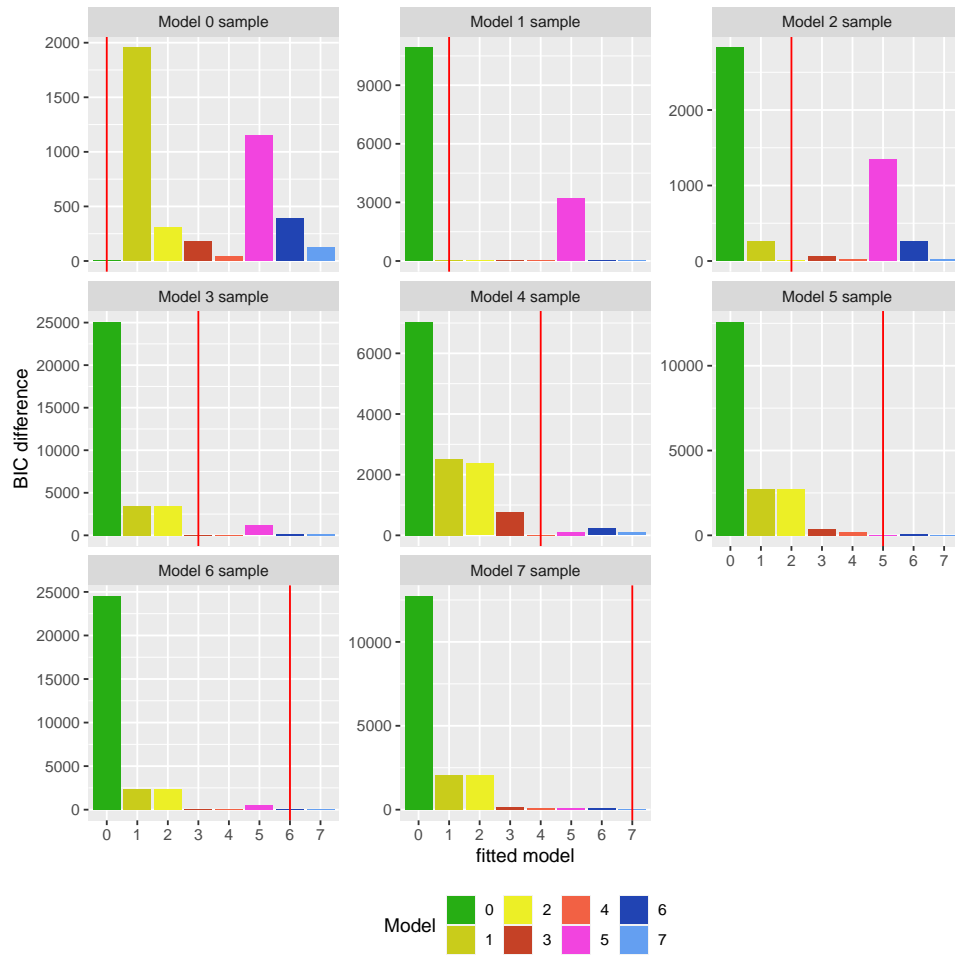 Model 0 sample
Model 1 sample
Model 2 sample
2000
1500
1000
500
0
9000
6000
3000
0
2000
1000
0
Model 3 sample
Model 4 sample
Model 5 sample
25000
20000
15000
10000
5000
0
6000
4000
2000
0
10000
5000
0
0 1 2 3 4 5 6 7
Model 6 sample
Model 7 sample
25000
20000
15000
10000
5000
0
10000
5000
0
0 1 2 3 4 5 6 7
0 1 2 3 4 5 6 7
BIC difference
fitted model
Model
0 2 4 6
1 3 5 7